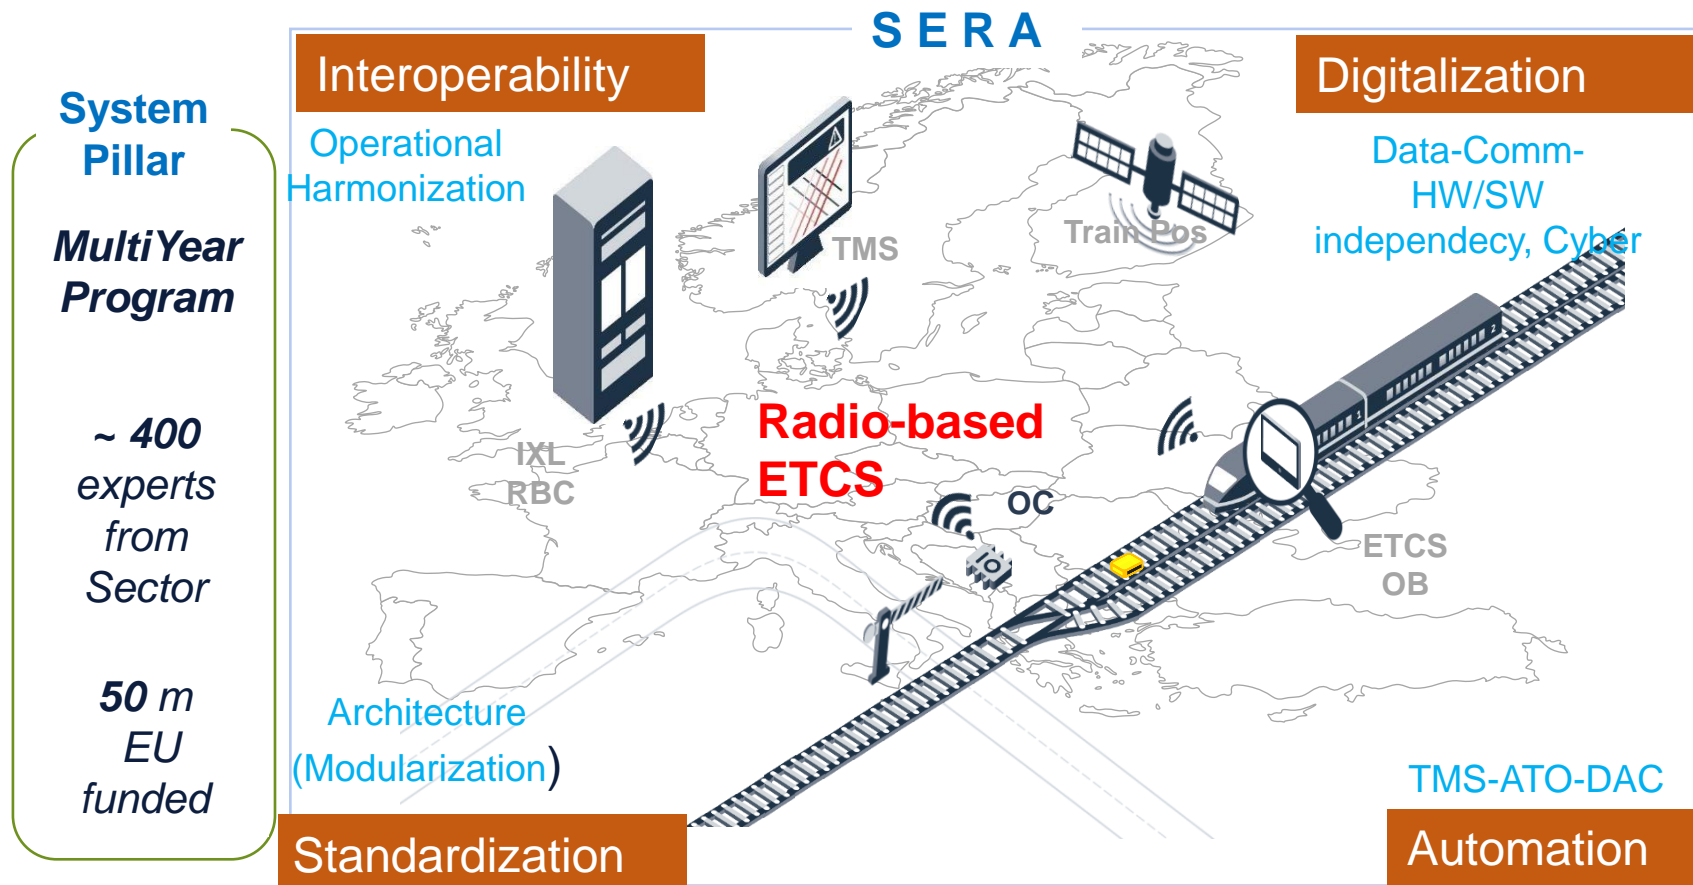 S E R A
System
Pillar
MultiYear
Program
~ 400
experts
from
Sector
50 m
EU
funded
Interoperability
Operational
Harmonization
Digitalization
Data-Comm-
HW/SW
independecy, Cyber
TMS
Train Pos
IXL
RBC
Radio-based
ETCS
OC
ETCS
OB
2
1
Architecture
(Modularization)
Standardization
TMS-ATO-DAC
Automation